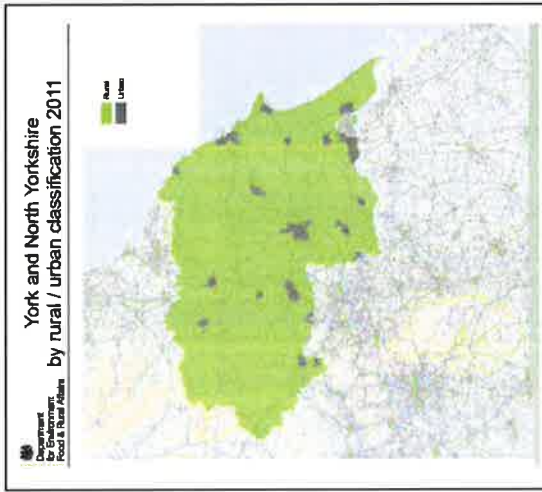 Department
for Environment
Food & Rural Affairs
York and North Yorkshire
by rural / urban classification 2011
Rural
Urban